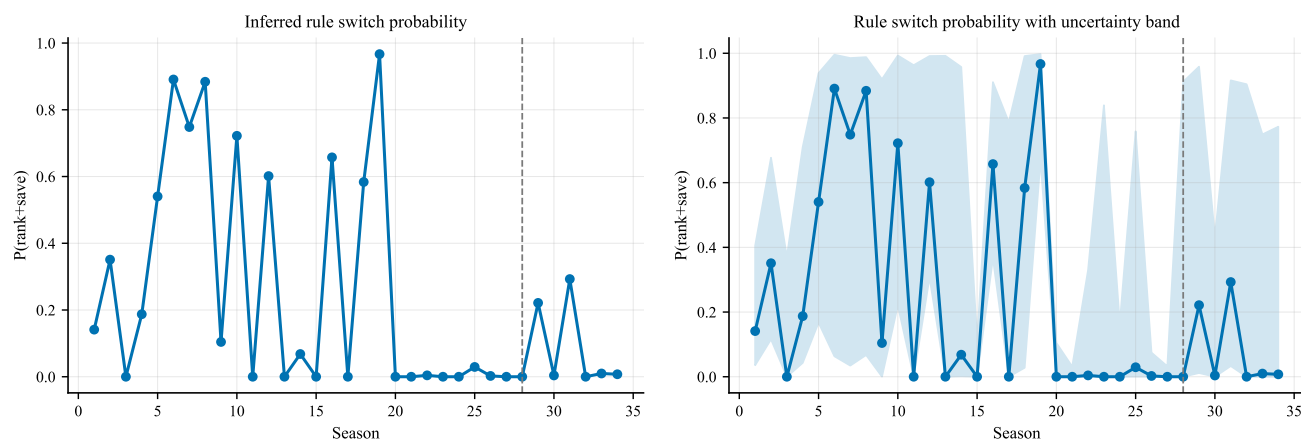 Inferred rule switch probability
1.0
0.8
0.6
0.4
0.2
0.0
P(rank+save)
0 5 10 15 20 25 30 35
Season
Rule switch probability with uncertainty band
1.0
0.8
0.6
0.4
0.2
0.0
P(rank+save)
0 5 10 15 20 25 30 35
Season